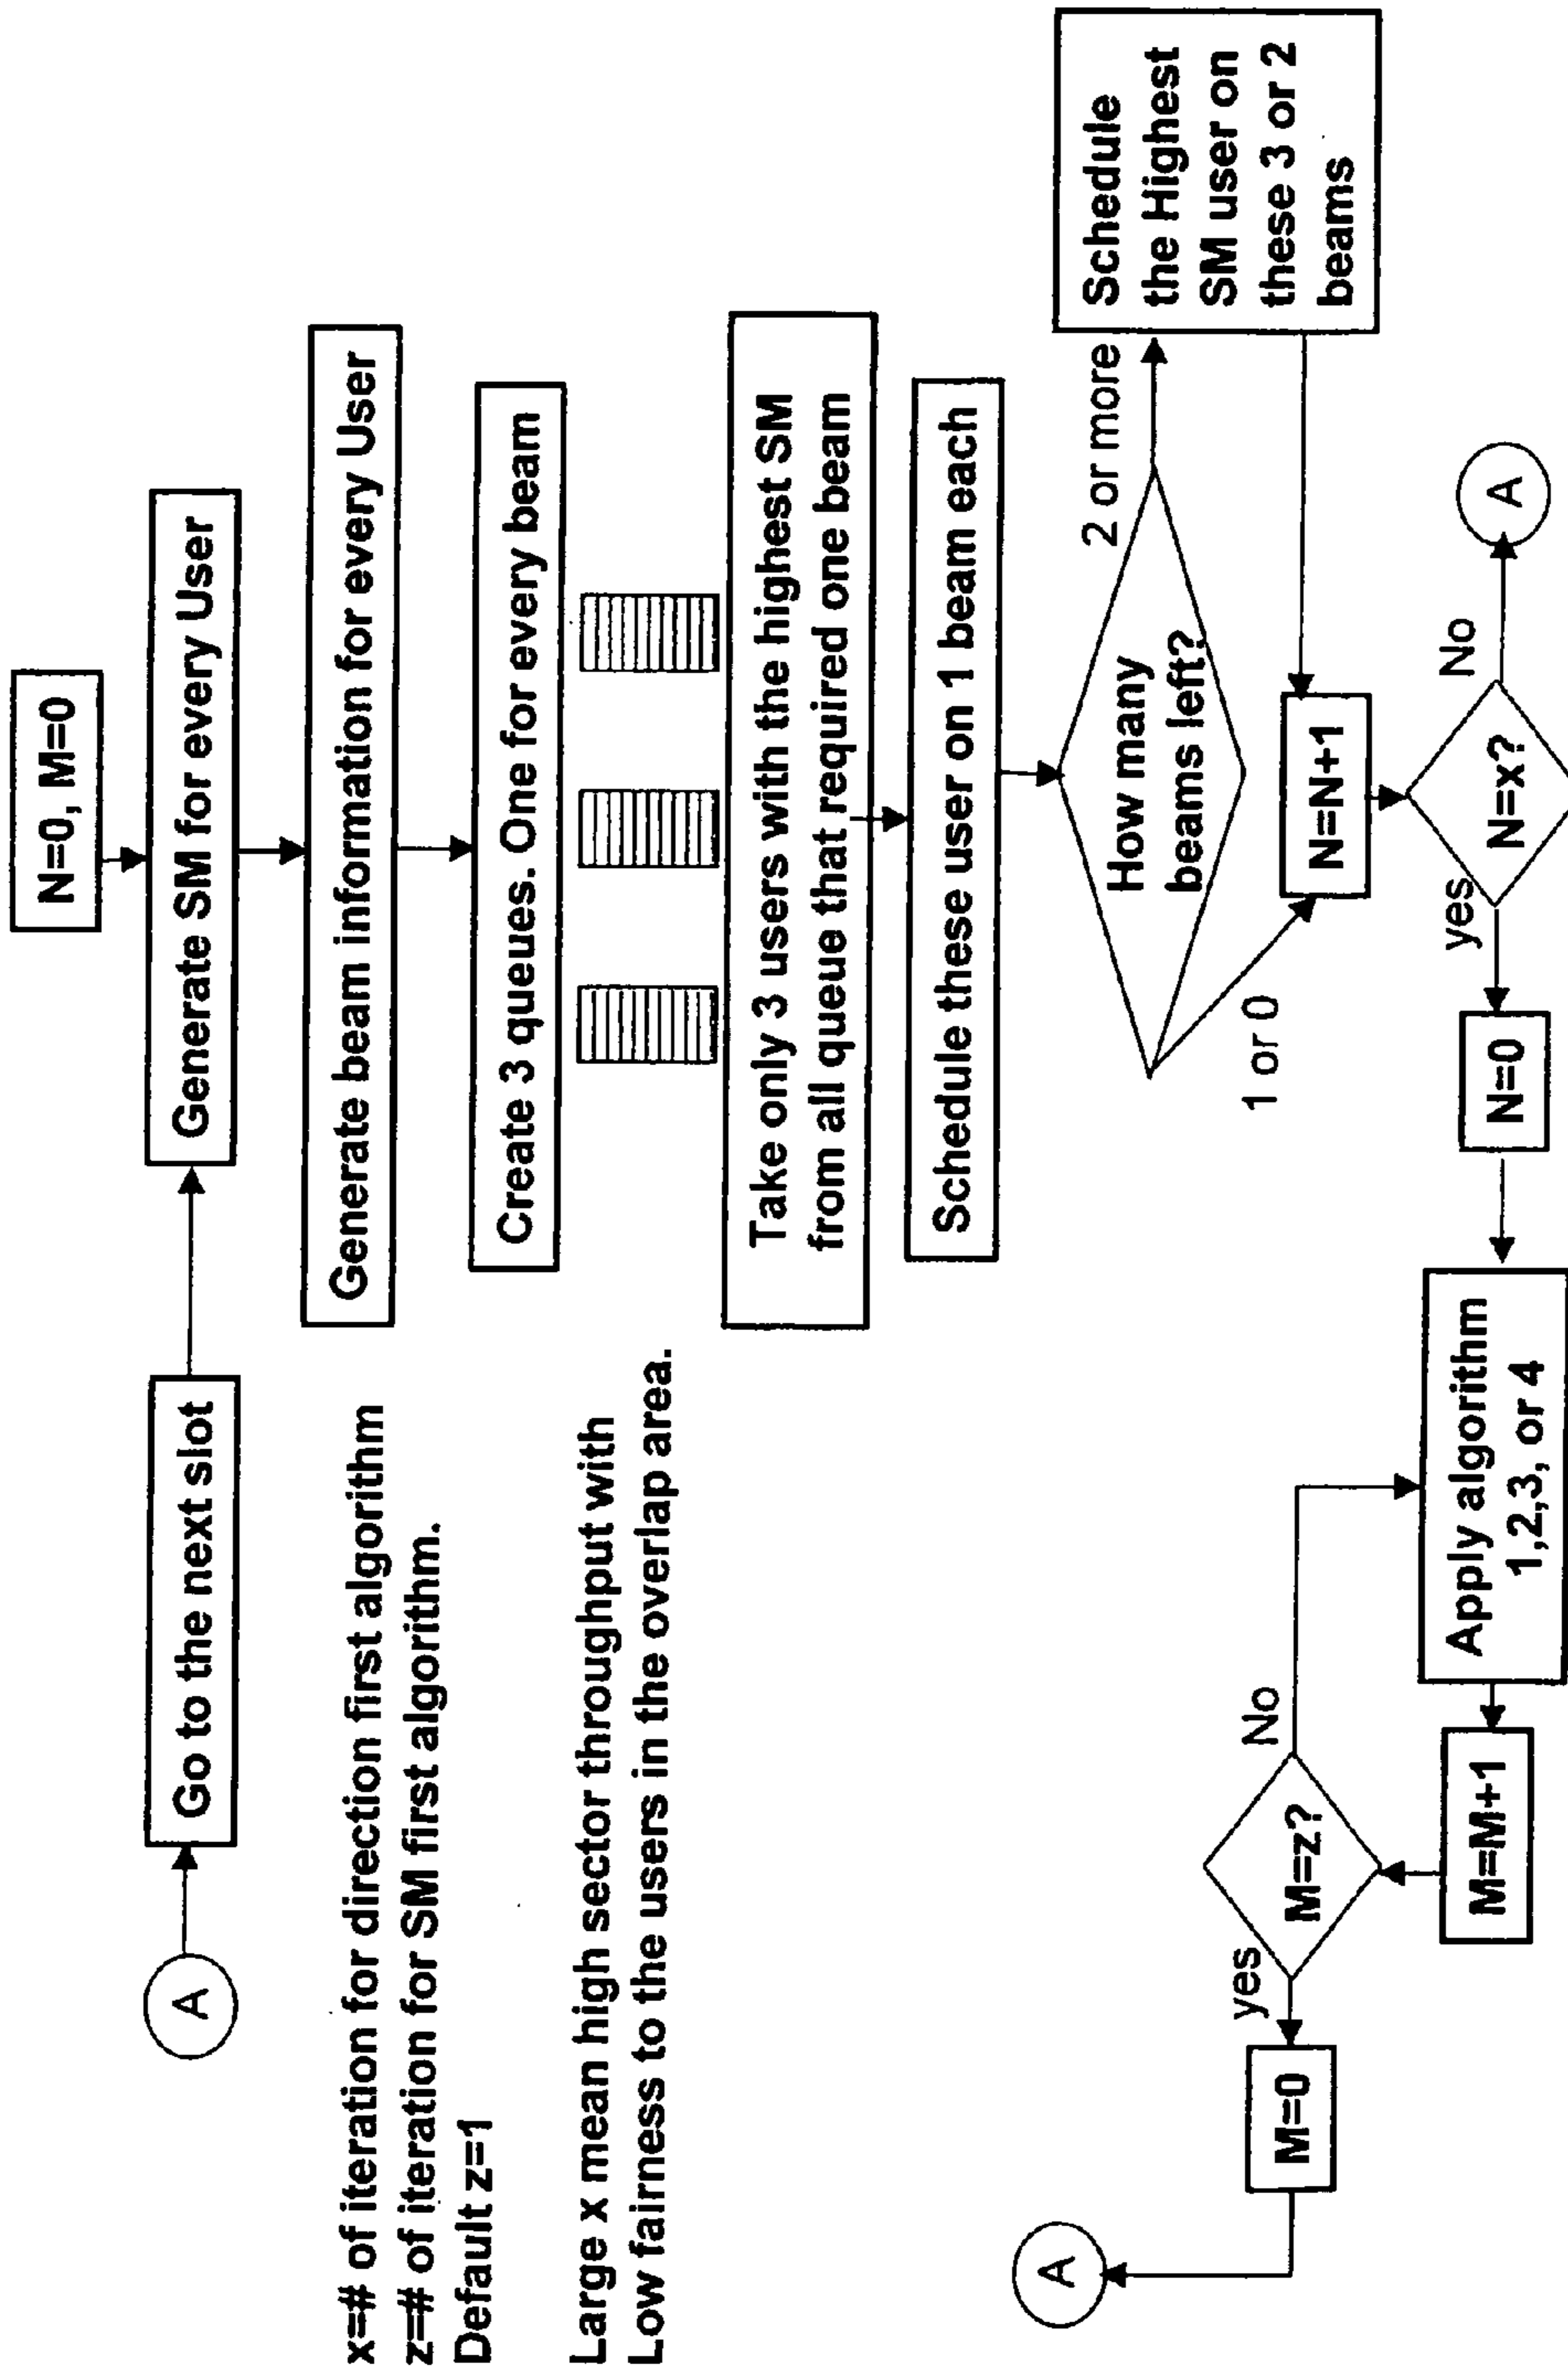 N=0, M=0
A
Go to the next slot
Generate SM for every User
Generate beam information for every User
x=# of iteration for direction first algorithm
z=# of iteration for SM first algorithm.
Default z=1
Create 3 queues. One for every beam
Large x mean high sector throughput with
Low fairness to the users in the overlap area.
Take only 3 users with the highest SM
from all queue that required one beam
Schedule these user on 1 beam each
How many
beams left?
2 or more
1 or 0
Schedule
the Highest
SM user on
these 3 or 2
beams
N=N+1
N=x?
No
A
yes
N=0
Apply algorithm
1,2,3, or 4
M=M+1
M=z?
No
yes
M=0
A